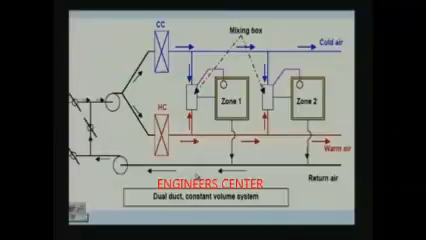 CC
Mixing box
Cold air
Zone 1
Zone 2
HC
Warm air
Return air
ENGINEERS CENTER
Dual duct, constant volume system